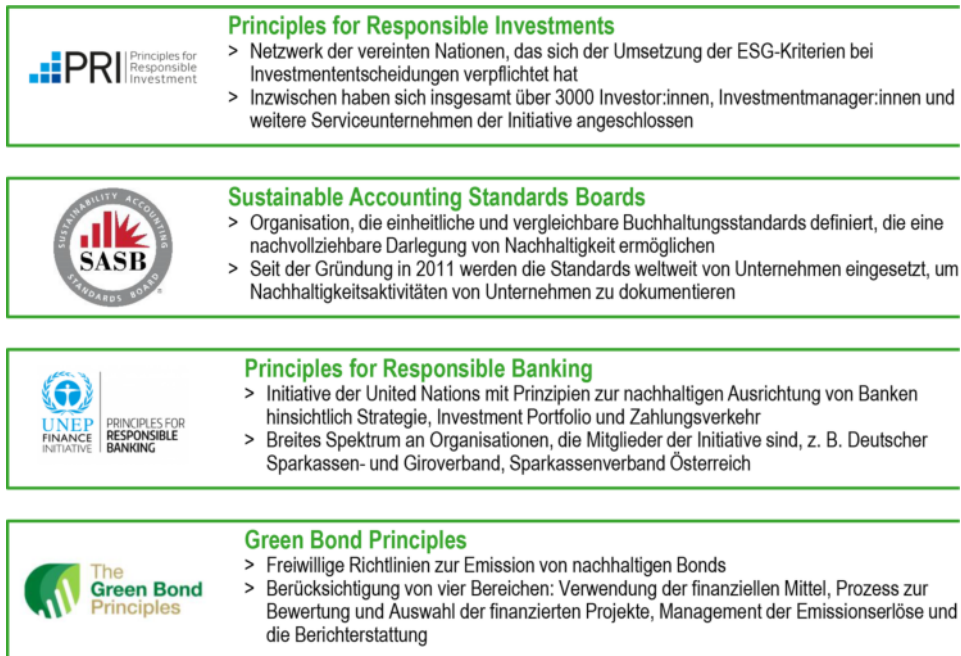 Principles for Responsible Investments
PRI
Principles for
Responsible
Investment
> Netzwerk der vereinten Nationen, das sich der Umsetzung der ESG-Kriterien bei
Investmententscheidungen verpflichtet hat
> Inzwischen haben sich insgesamt über 3000 Investor:innen, Investmentmanager:innen und
weitere Serviceunternehmen der Initiative angeschlossen
Sustainable Accounting Standards Boards
SUSTAINABILITY ACCOUNTING
SASB
STANDARDS BOARD
> Organisation, die einheitliche und vergleichbare Buchhaltungsstandards definiert, die eine
nachvollziehbare Darlegung von Nachhaltigkeit ermöglichen
> Seit der Gründung in 2011 werden die Standards weltweit von Unternehmen eingesetzt, um
Nachhaltigkeitsaktivitäten von Unternehmen zu dokumentieren
Principles for Responsible Banking
UNEP
FINANCE
INITIATIVE
PRINCIPLES FOR
RESPONSIBLE
BANKING
> Initiative der United Nations mit Prinzipien zur nachhaltigen Ausrichtung von Banken
hinsichtlich Strategie, Investment Portfolio und Zahlungsverkehr
> Breites Spektrum an Organisationen, die Mitglieder der Initiative sind, z. B. Deutscher
Sparkassen- und Giroverband, Sparkassenverband Österreich
Green Bond Principles
The
Green Bond
Principles
> Freiwillige Richtlinien zur Emission von nachhaltigen Bonds
> Berücksichtigung von vier Bereichen: Verwendung der finanziellen Mittel, Prozess zur
Bewertung und Auswahl der finanzierten Projekte, Management der Emissionserlöse und
die Berichterstattung